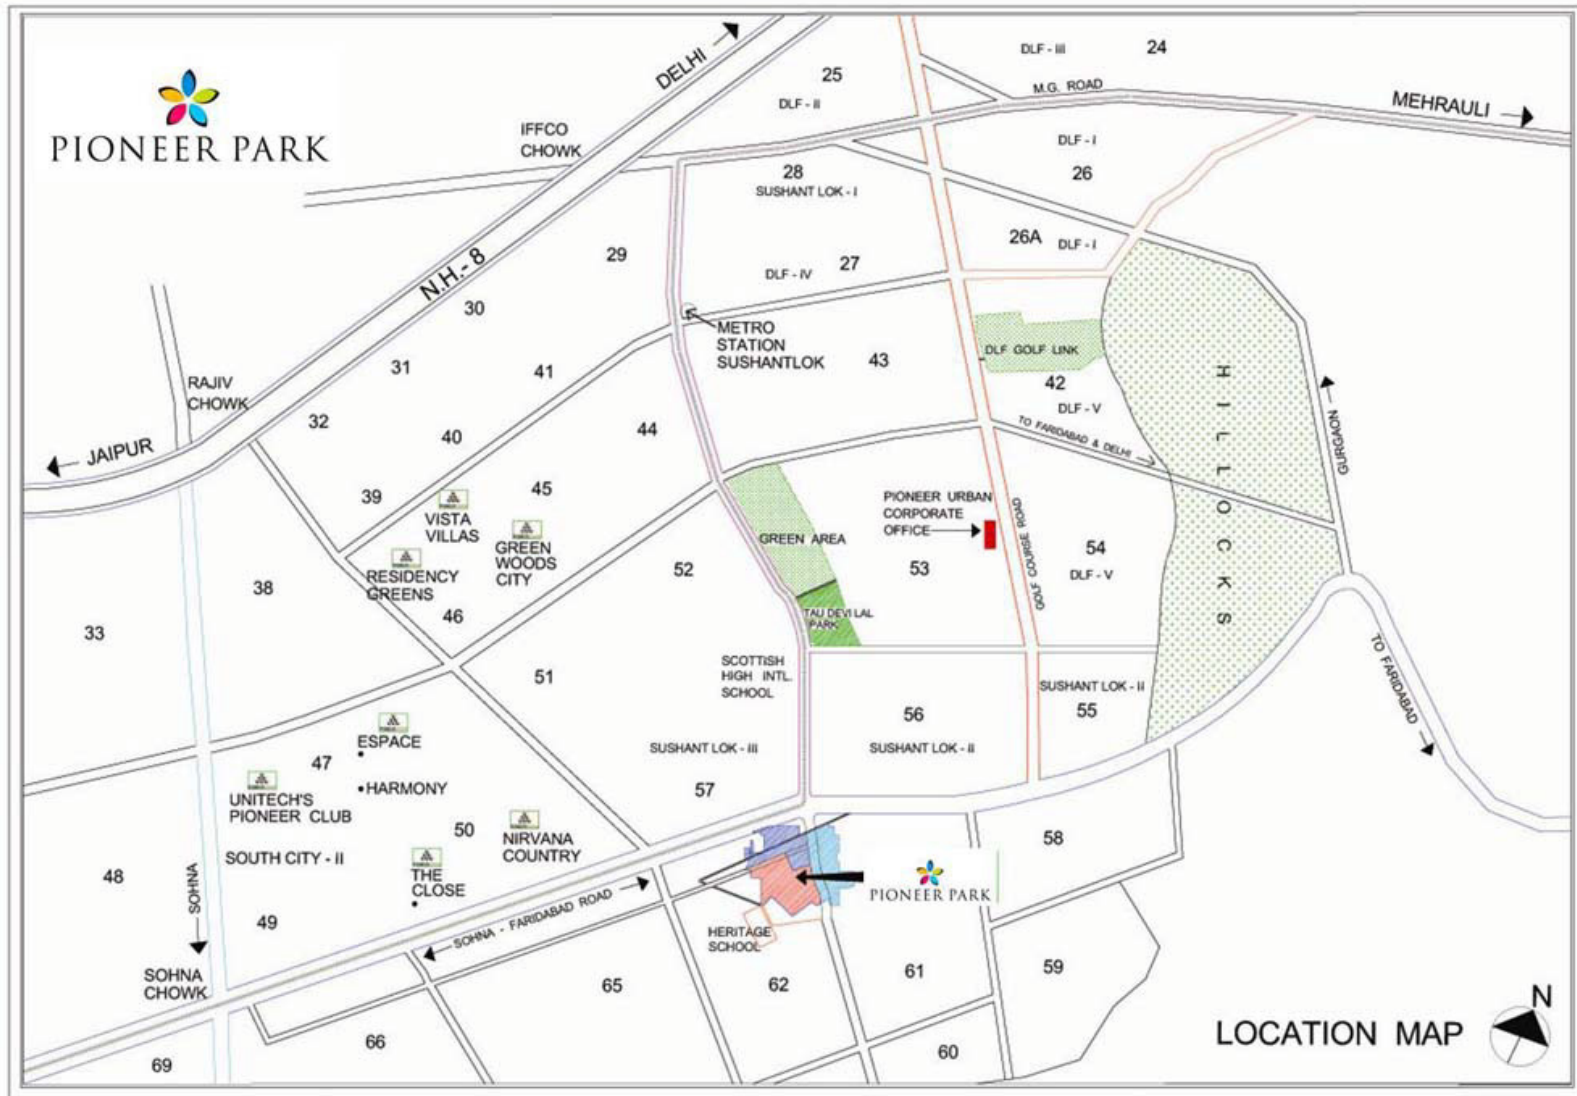 24
DLF - III
DELHI
25
M.G. ROAD
DLF - II
MEHRAULI
PIONEER PARK
IFFCO
CHOWK
DLF - I
28
26
SUSHANT LOK - I
26A
DLF - I
29
27
DLF - IV
N.H.- 8
30
METRO
STATION
SUSHANTLOK
DLF GOLF LINK
43
31
41
42
RAJIV
CHOWK
DLF - V
HILLOCKS
GURGAON
32
44
40
TO FARIDABAD & DELHI
JAIPUR
39
45
VISTA
VILLAS
PIONEER URBAN
CORPORATE
OFFICE
GREEN AREA
GREEN
WOODS
CITY
GOLF COURSE ROAD
54
DLF - V
52
53
RESIDENCY
GREENS
38
46
TAU DEVI LAL
PARK
33
51
SCOTTISH
HIGH INTL.
SCHOOL
SUSHANT LOK - II
55
TO FARIDABAD
56
SUSHANT LOK - II
ESPACE
SUSHANT LOK - III
47
57
HARMONY
UNITECH'S
PIONEER CLUB
50
NIRVANA
COUNTRY
58
SOUTH CITY - II
48
THE
CLOSE
PIONEER PARK
SOHNA
49
SOHNA - FARIDABAD ROAD
HERITAGE
SCHOOL
SOHNA
CHOWK
65
62
61
59
N
LOCATION MAP
66
69
60